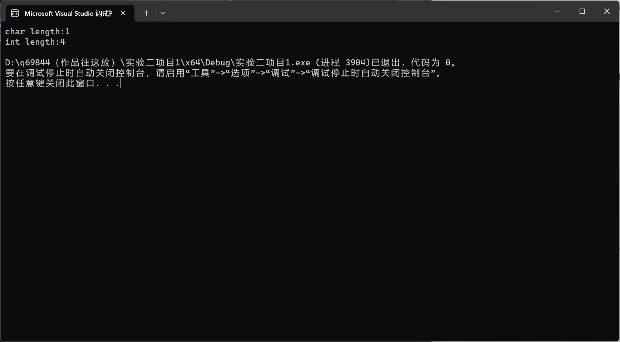 Microsoft Visual Studio 调试控
char length:1
int length:4
D:\q69844（作品往这放）\实验二项目1\x64\Debug\实验二项目1.exe (进程 3904)已退出，代码为 0。
要在调试停止时自动关闭控制台，请启用“工具”->“选项”->“调试”->“调试停止时自动关闭控制台”。
按任意键关闭此窗口. . .